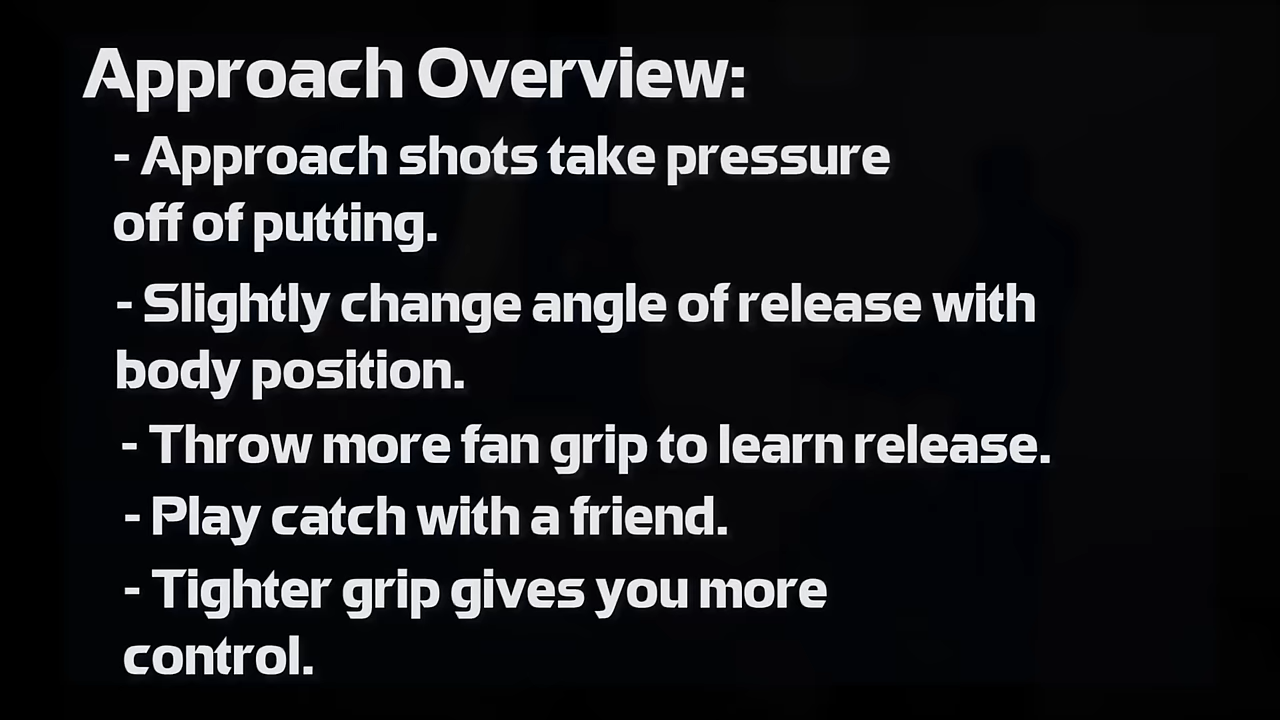 Approach Overview:
- Approach shots take pressure
off of putting.
- Slightly change angle of release with
body position.
- Throw more fan grip to learn release.
- Play catch with a friend.
- Tighter grip gives you more
control.